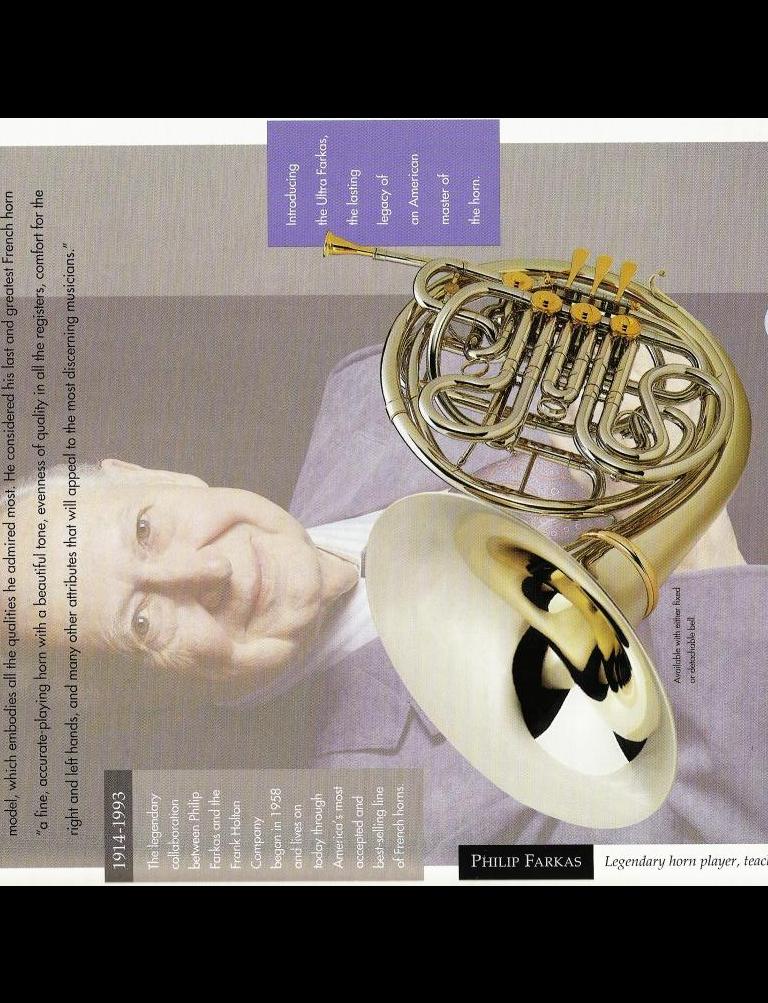 model, which embodies all the qualities he admired most. He considered his last and greatest French horn
"a fine, accurate-playing horn with a beautiful tone, evenness of quality in all the registers, comfort for the
right and left hands, and many other attributes that will appeal to the most discerning musicians."
1914-1993
The legendary
collaboration
between Philip
Farkas and the
Frank Holton
Company
began in 1958
and lives on
today through
America's most
accepted and
best-selling line
of French horns.
Introducing
the Ultra Farkas,
the lasting
legacy of
an American
master of
the horn.
Available with either fixed
or detachable bell.
PHILIP FARKAS
Legendary horn player, teac